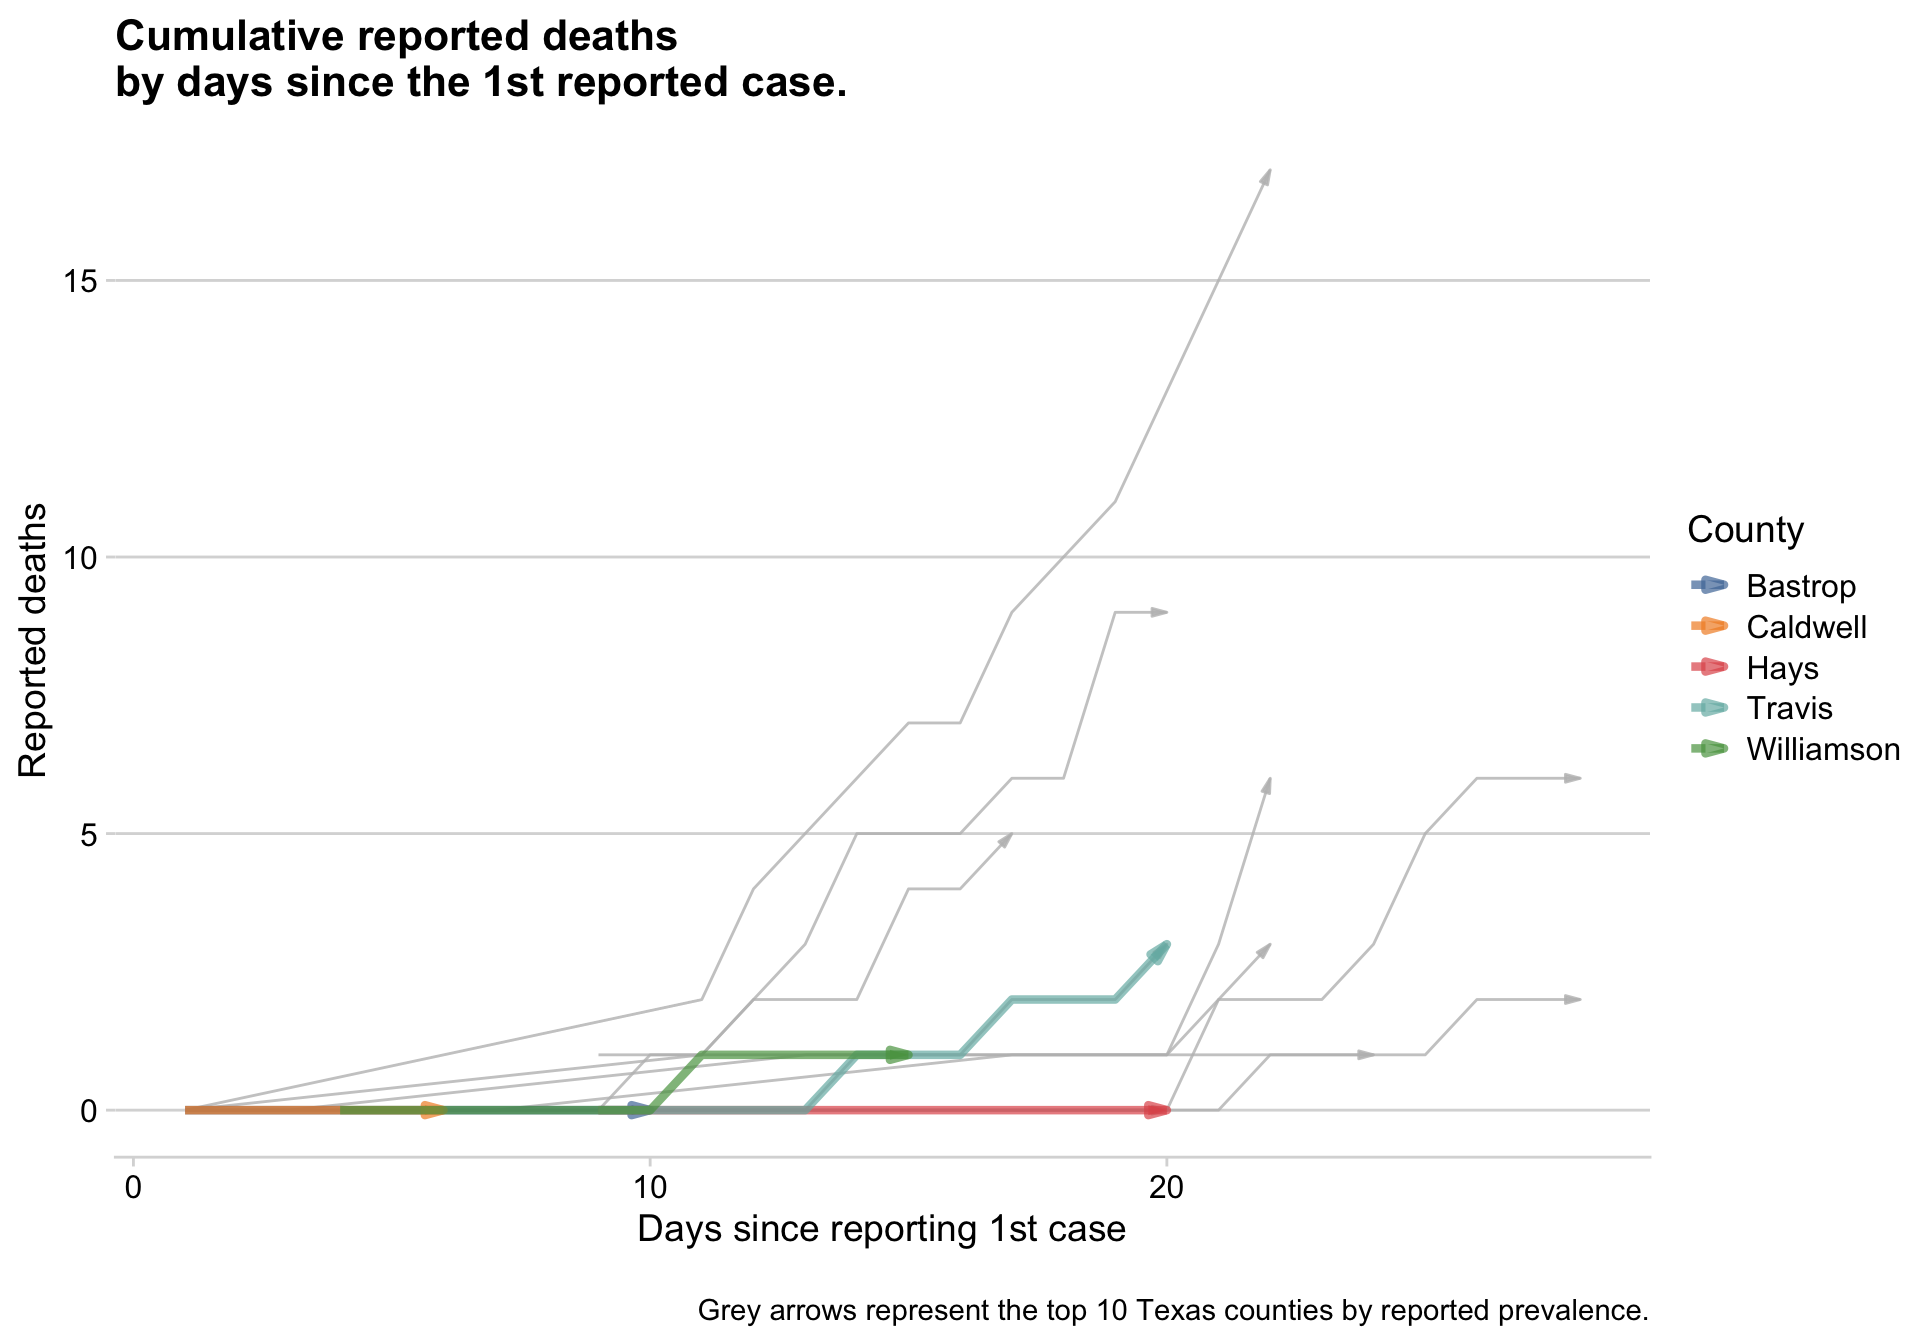 Cumulative reported deaths
by days since the 1st reported case.
15
10
5
0
Reported deaths
0
10
20
Days since reporting 1st case
County
Bastrop
Caldwell
Hays
Travis
Williamson
Grey arrows represent the top 10 Texas counties by reported prevalence.